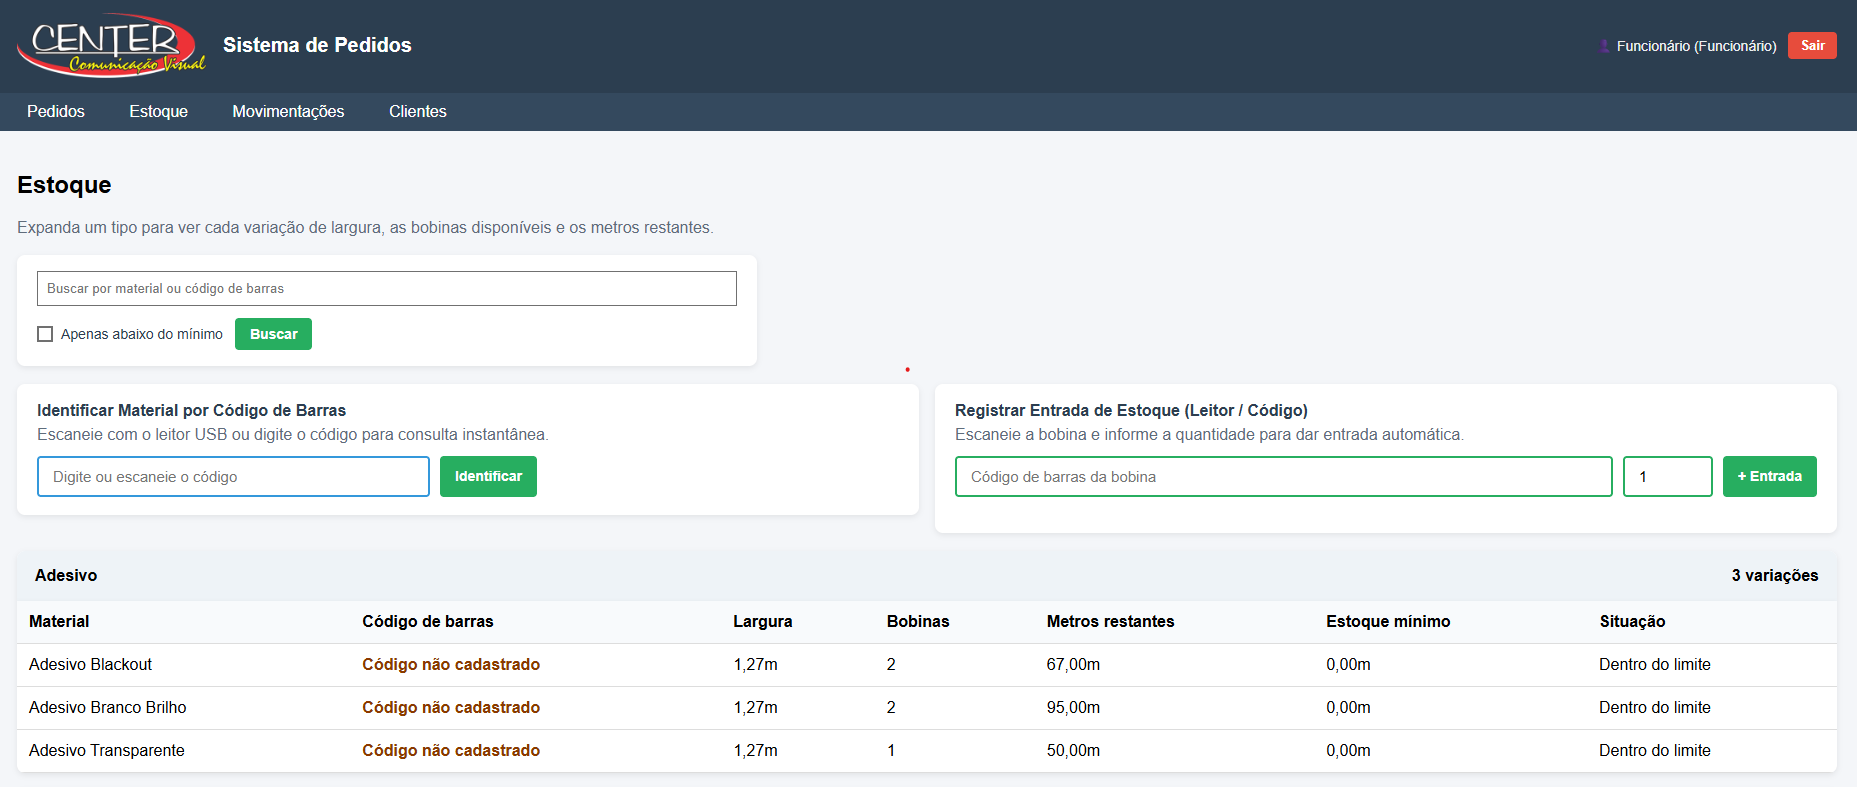 CENTER
Comunicação Visual
Sistema de Pedidos
Funcionário (Funcionário)
Sair
Pedidos
Estoque
Movimentações
Clientes
Estoque
Expanda um tipo para ver cada variação de largura, as bobinas disponíveis e os metros restantes.
Buscar por material ou código de barras
Apenas abaixo do mínimo
Buscar
Identificar Material por Código de Barras
Escaneie com o leitor USB ou digite o código para consulta instantânea.
Digite ou escaneie o código
Identificar
Registrar Entrada de Estoque (Leitor / Código)
Escaneie a bobina e informe a quantidade para dar entrada automática.
Código de barras da bobina
1
+ Entrada
Adesivo 3 variações
Material Código de barras Largura Bobinas Metros restantes Estoque mínimo Situação
Adesivo Blackout Código não cadastrado 1,27m 2 67,00m 0,00m Dentro do limite
Adesivo Branco Brilho Código não cadastrado 1,27m 2 95,00m 0,00m Dentro do limite
Adesivo Transparente Código não cadastrado 1,27m 1 50,00m 0,00m Dentro do limite